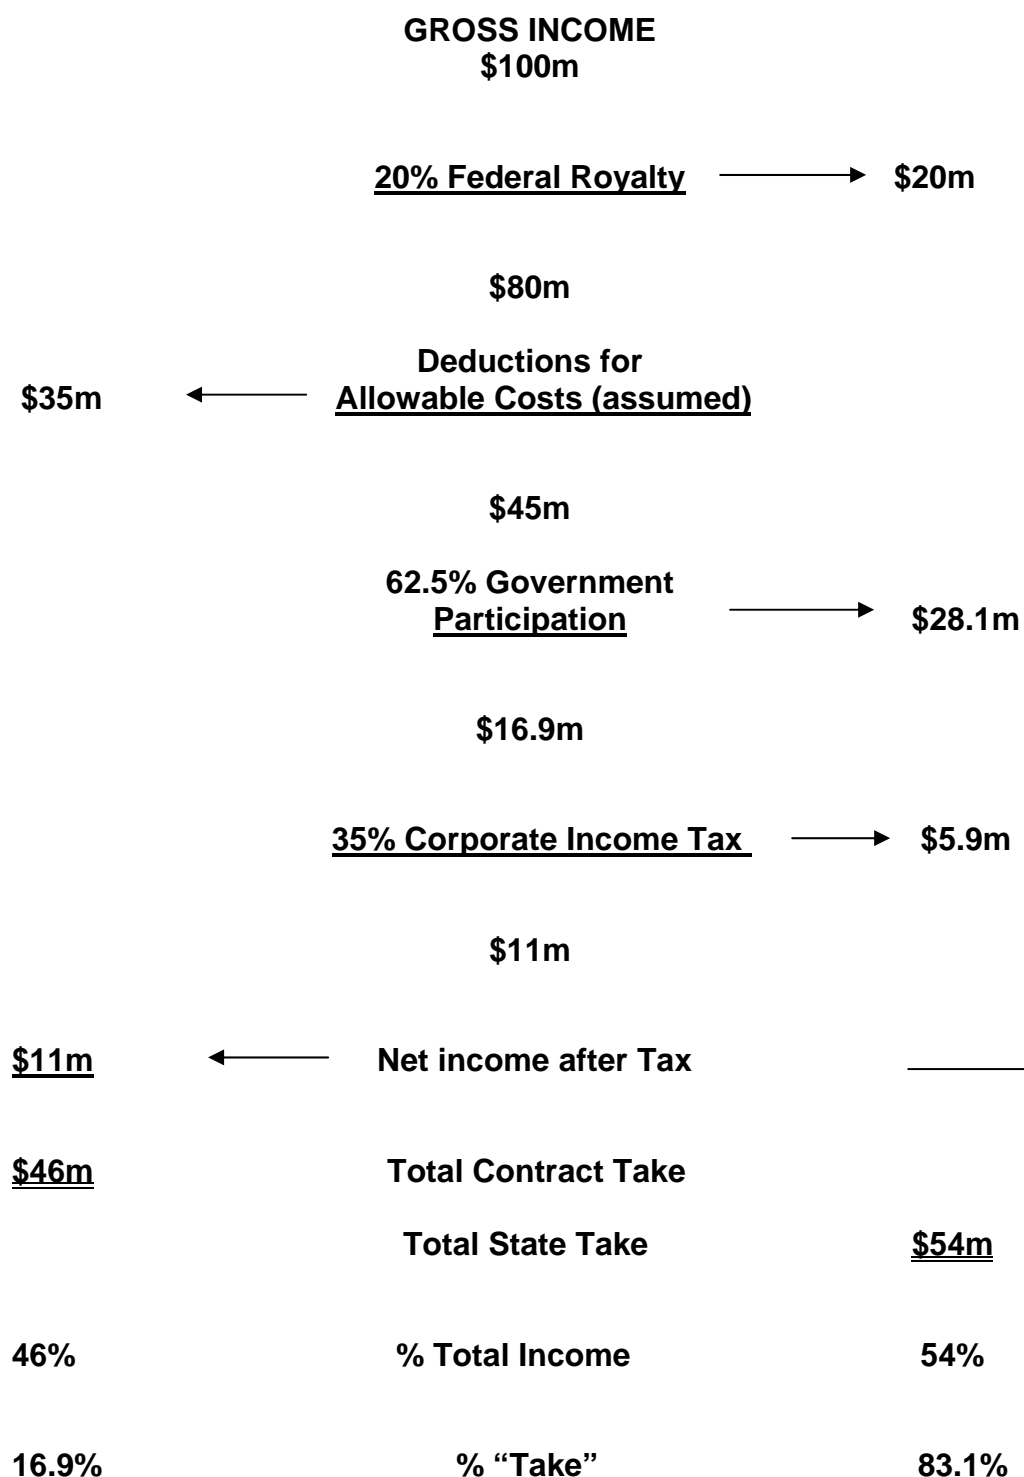 GROSS INCOME
$100m
20% Federal Royalty $20m
$80m
Deductions for
$35m Allowable Costs (assumed)
$45m
62.5% Government
Participation $28.1m
$16.9m
35% Corporate Income Tax $5.9m
$11m
$11m Net income after Tax
$46m Total Contract Take
Total State Take $54m
46% % Total Income 54%
16.9% % “Take” 83.1%